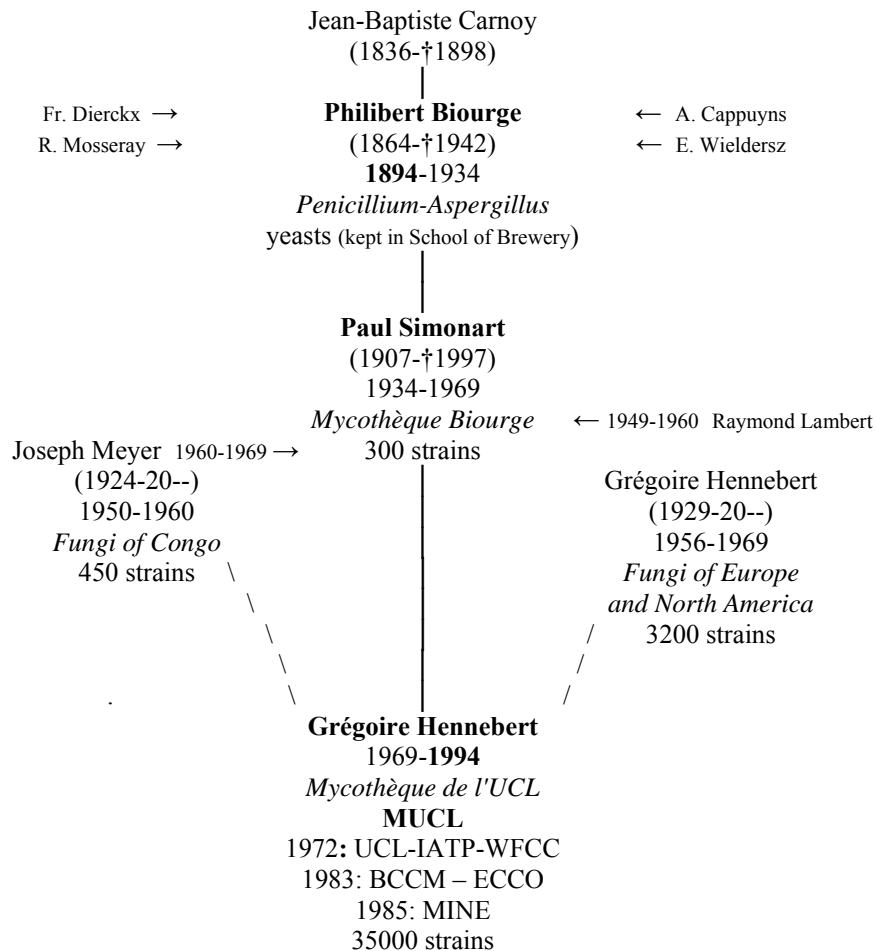 Jean-Baptiste Carnoy
(1836-†1898)
Fr. Dierckx → Philibert Biourge ← A. Cappuyns
R. Mosseray → (1864-†1942) ← E. Wieldersz
1894-1934
Penicillium-Aspergillus
yeasts (kept in School of Brewery)
Paul Simonart
(1907-†1997)
1934-1969
Mycothèque Biourge ← 1949-1960 Raymond Lambert
Joseph Meyer 1960-1969 → 300 strains
(1924-20--) Grégoire Hennebert
1950-1960 (1929-20--)
Fungi of Congo 1956-1969
450 strains Fungi of Europe
and North America
3200 strains
Grégoire Hennebert
1969-1994
Mycothèque de l'UCL
MUCL
1972: UCL-IATP-WFCC
1983: BCCM – ECCO
1985: MINE
35000 strains